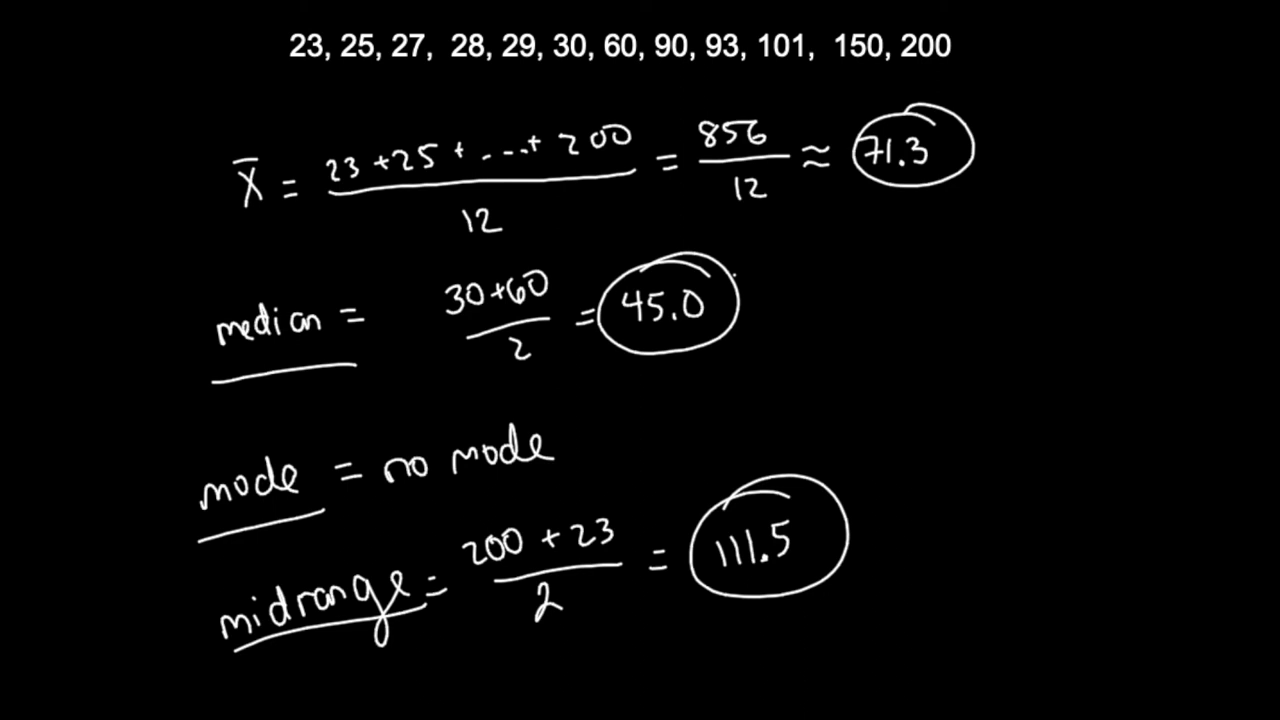 23, 25, 27, 28, 29, 30, 60, 90, 93, 101, 150, 200
x̄ = (23 + 25 + ... + 200) / 12 = 856 / 12 ≈ 71.3
median = (30 + 60) / 2 = 45.0
mode = no mode
midrange = (200 + 23) / 2 = 111.5